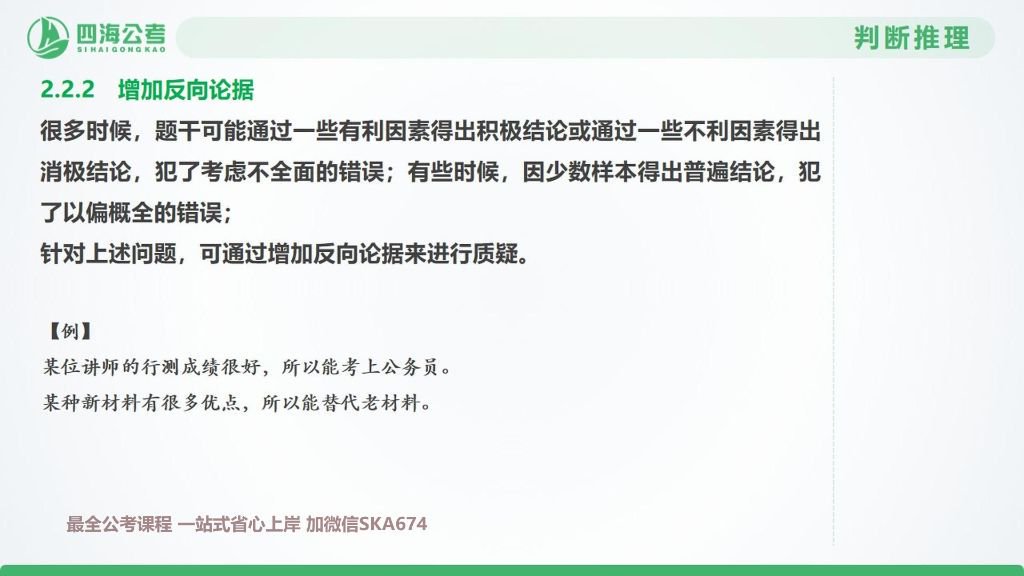 四海公考
SIHAIGONGKAO
判断推理
2.2.2 增加反向论据
很多时候，题干可能通过一些有利因素得出积极结论或通过一些不利因素得出
消极结论，犯了考虑不全面的错误；有些时候，因少数样本得出普遍结论，犯
了以偏概全的错误；
针对上述问题，可通过增加反向论据来进行质疑。
【例】
某位讲师的行测成绩很好，所以能考上公务员。
某种新材料有很多优点，所以能替代老材料。
最全公考课程 一站式省心上岸 加微信SKA674